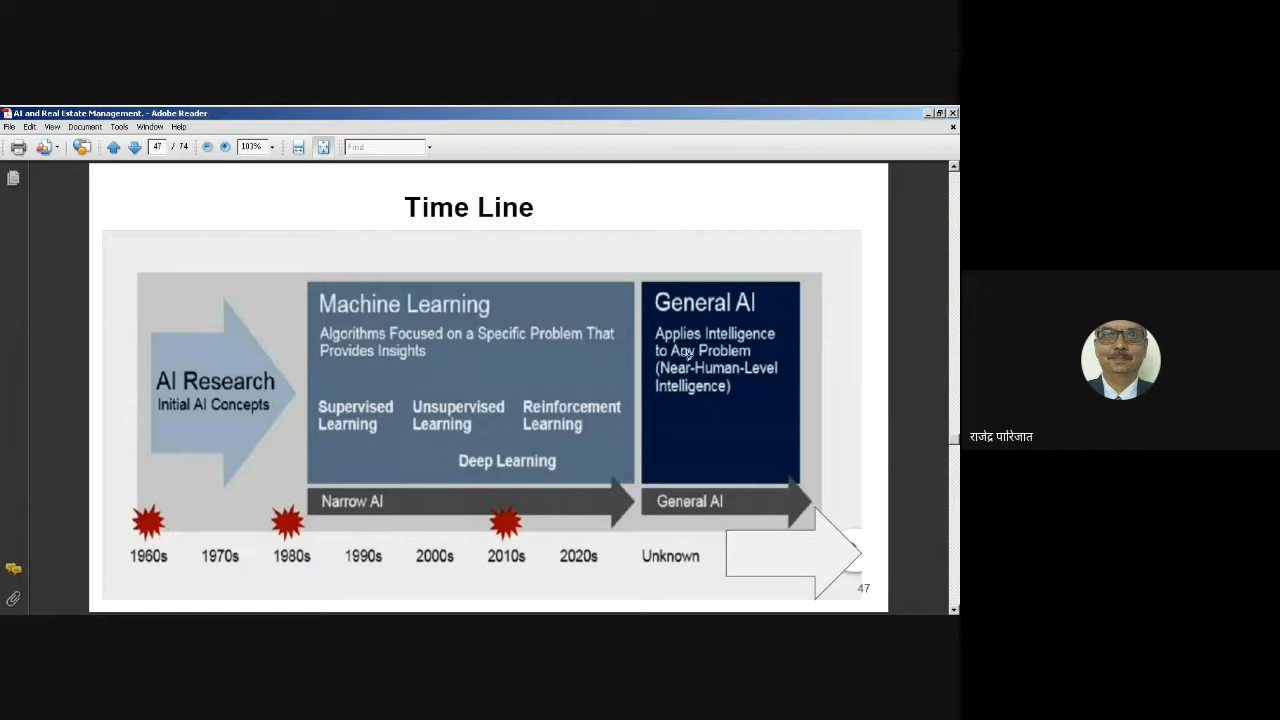 AI and Real Estate Management. - Adobe Reader
File Edit View Document Tools Window Help
47 / 74 103% Find
Time Line
AI Research
Initial AI Concepts
Machine Learning
Algorithms Focused on a Specific Problem That
Provides Insights
Supervised
Learning
Unsupervised
Learning
Reinforcement
Learning
Deep Learning
Narrow AI
General AI
Applies Intelligence
to Any Problem
(Near-Human-Level
Intelligence)
General AI
1960s 1970s 1980s 1990s 2000s 2010s 2020s Unknown
47
राजेंद्र पारिजात